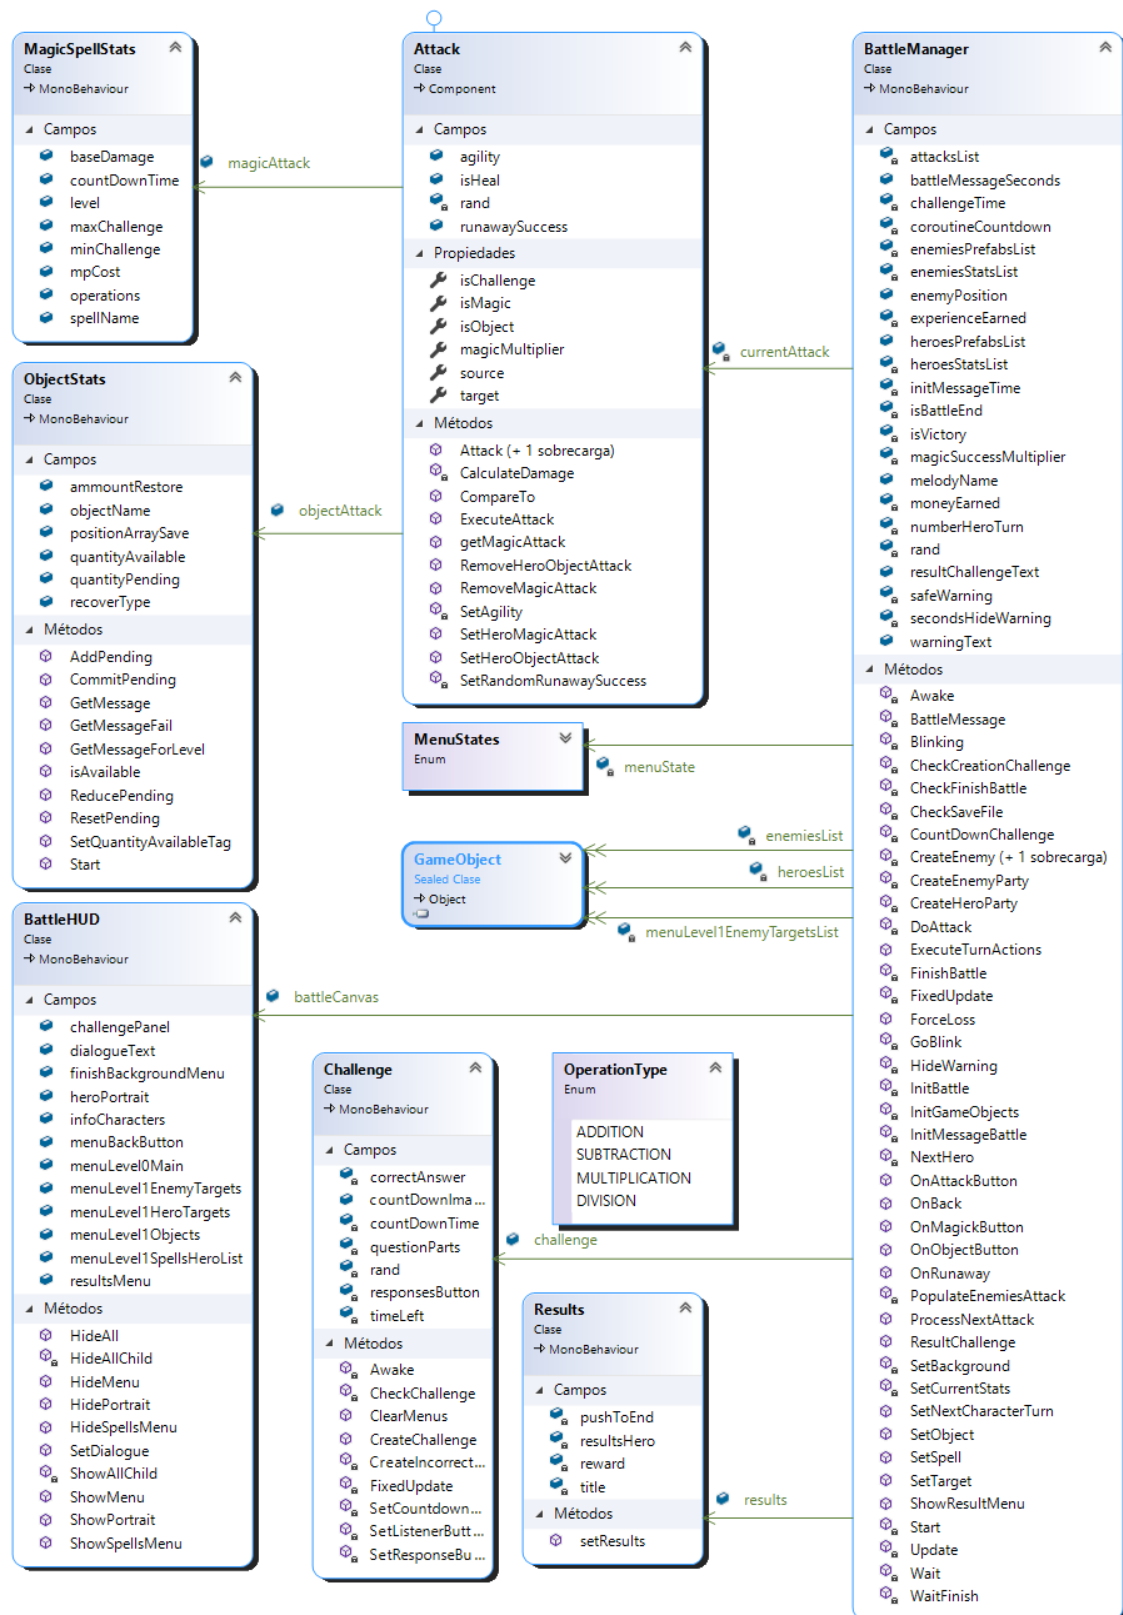 MagicSpellStats
Clase
MonoBehaviour
Campos
baseDamage
countDownTime
level
maxChallenge
minChallenge
mpCost
operations
spellName
magicAttack
ObjectStats
Clase
MonoBehaviour
Campos
ammountRestore
objectName
positionArraySave
quantityAvailable
quantityPending
recoverType
Métodos
AddPending
CommitPending
GetMessage
GetMessageFail
GetMessageForLevel
isAvailable
ReducePending
ResetPending
SetQuantityAvailableTag
Start
objectAttack
BattleHUD
Clase
MonoBehaviour
Campos
challengePanel
dialogueText
finishBackgroundMenu
heroPortrait
infoCharacters
menuBackButton
menuLevel0Main
menuLevel1EnemyTargets
menuLevel1HeroTargets
menuLevel1Objects
menuLevel1SpellsHeroList
resultsMenu
Métodos
HideAll
HideAllChild
HideMenu
HidePortrait
HideSpellsMenu
SetDialogue
ShowAllChild
ShowMenu
ShowPortrait
ShowSpellsMenu
battleCanvas
Attack
Clase
Component
Campos
agility
isHeal
rand
runawaySuccess
Propiedades
isChallenge
isMagic
isObject
magicMultiplier
source
target
Métodos
Attack (+ 1 sobrecarga)
CalculateDamage
CompareTo
ExecuteAttack
getMagicAttack
RemoveHeroObjectAttack
RemoveMagicAttack
SetAgility
SetHeroMagicAttack
SetHeroObjectAttack
SetRandomRunawaySuccess
currentAttack
MenuStates
Enum
menuState
GameObject
Sealed Clase
Object
enemiesList
heroesList
menuLevel1EnemyTargetsList
Challenge
Clase
MonoBehaviour
Campos
correctAnswer
countDownIma...
countDownTime
questionParts
rand
responsesButton
timeLeft
Métodos
Awake
CheckChallenge
ClearMenus
CreateChallenge
CreateIncorrect...
FixedUpdate
SetCountdown...
SetListenerButt...
SetResponseBu...
challenge
OperationType
Enum
ADDITION
SUBTRACTION
MULTIPLICATION
DIVISION
Results
Clase
MonoBehaviour
Campos
pushToEnd
resultsHero
reward
title
Métodos
setResults
results
BattleManager
Clase
MonoBehaviour
Campos
attacksList
battleMessageSeconds
challengeTime
coroutineCountdown
enemiesPrefabsList
enemiesStatsList
enemyPosition
experienceEarned
heroesPrefabsList
heroesStatsList
initMessageTime
isBattleEnd
isVictory
magicSuccessMultiplier
melodyName
moneyEarned
numberHeroTurn
rand
resultChallengeText
safeWarning
secondsHideWarning
warningText
Métodos
Awake
BattleMessage
Blinking
CheckCreationChallenge
CheckFinishBattle
CheckSaveFile
CountDownChallenge
CreateEnemy (+ 1 sobrecarga)
CreateEnemyParty
CreateHeroParty
DoAttack
ExecuteTurnActions
FinishBattle
FixedUpdate
ForceLoss
GoBlink
HideWarning
InitBattle
InitGameObjects
InitMessageBattle
NextHero
OnAttackButton
OnBack
OnMagickButton
OnObjectButton
OnRunaway
PopulateEnemiesAttack
ProcessNextAttack
ResultChallenge
SetBackground
SetCurrentStats
SetNextCharacterTurn
SetObject
SetSpell
SetTarget
ShowResultMenu
Start
Update
Wait
WaitFinish